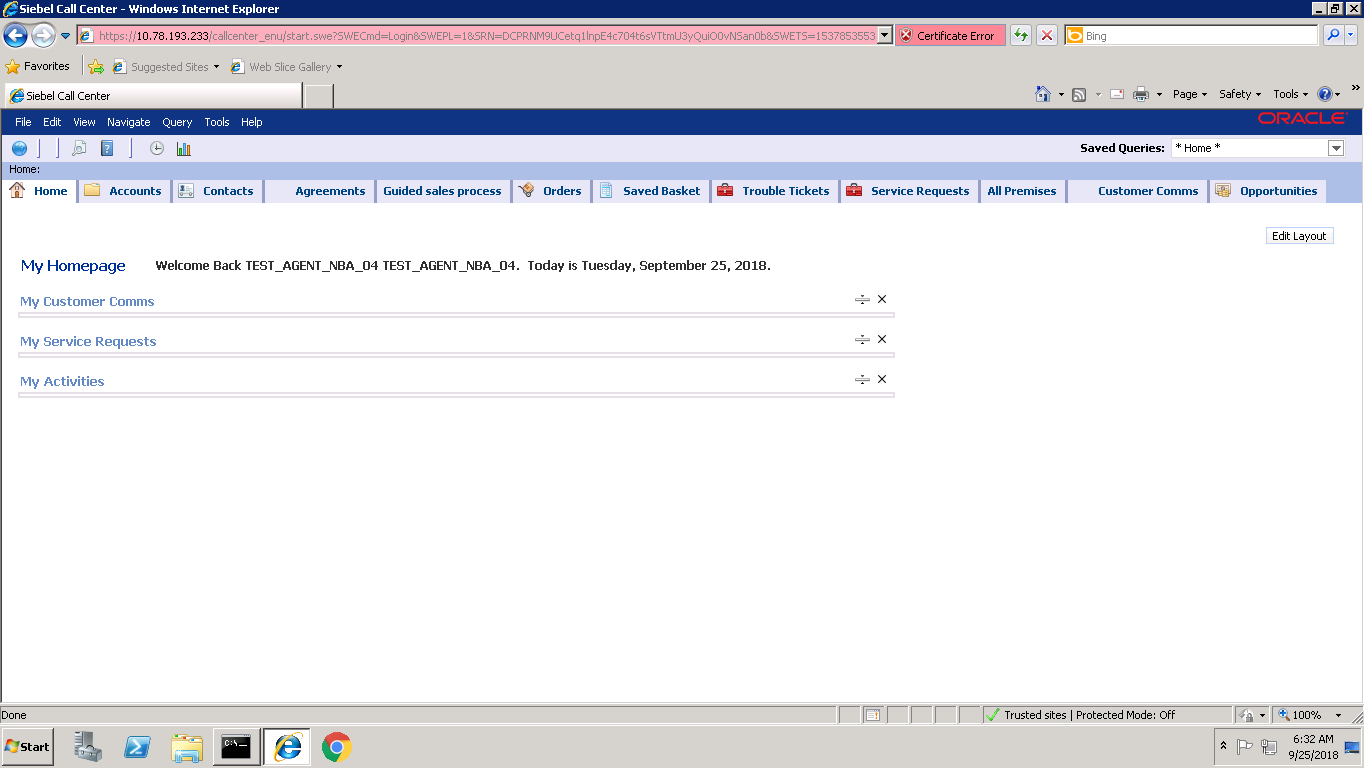 Siebel Call Center - Windows Internet Explorer
https://10.78.193.233/callcenter_enu/start.swe?SWECmd=Login&SWEPL=1&SRN= Certificate Error Bing
Favorites Suggested Sites Web Slice Gallery
Siebel Call Center Page Safety Tools
File Edit View Navigate Query Tools Help ORACLE
Saved Queries: * Home *
Home:
Home Accounts Contacts Agreements Guided sales process Orders Saved Basket Trouble Tickets Service Requests All Premises Customer Comms Opportunities
Edit Layout
My Homepage Welcome Back TEST_AGENT_NBA_04 TEST_AGENT_NBA_04. Today is Tuesday, September 25, 2018.
My Customer Comms
My Service Requests
My Activities
Done Trusted sites | Protected Mode: Off 100%
Start C:\. 6:32 AM
9/25/2018